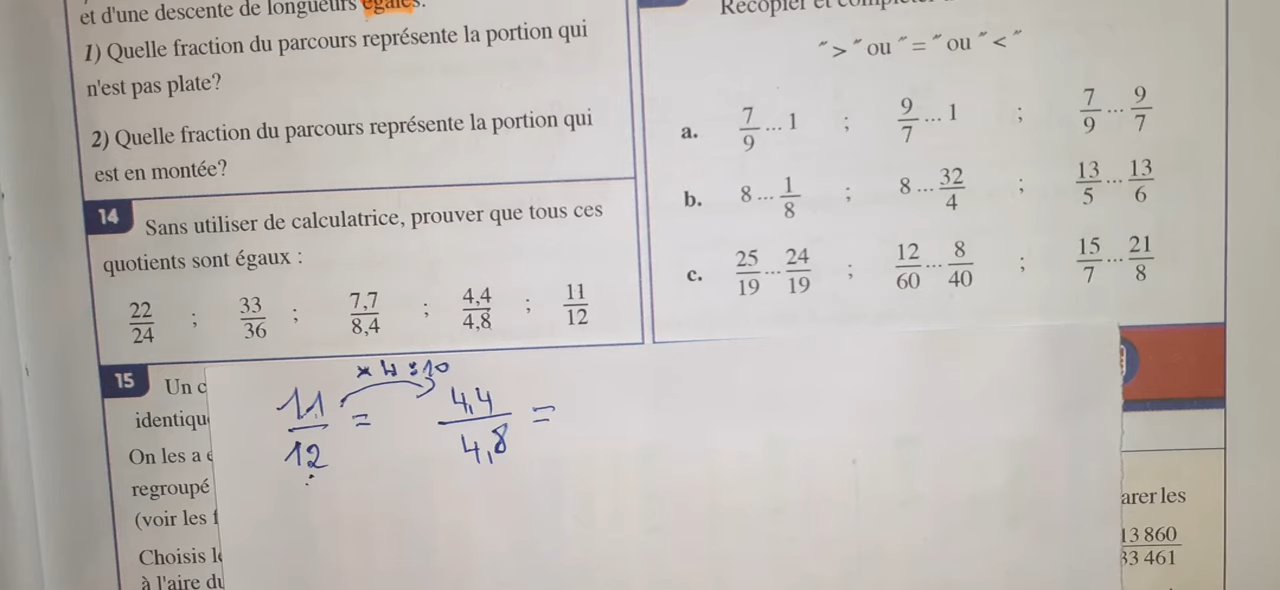 et d'une descente de longueurs égales.
1) Quelle fraction du parcours représente la portion qui
n'est pas plate?
2) Quelle fraction du parcours représente la portion qui
est en montée?
14 Sans utiliser de calculatrice, prouver que tous ces
quotients sont égaux :
22/24 ; 33/36 ; 7,7/8,4 ; 4,4/4,8 ; 11/12
15 Un
identiqu
On les a
regroupé
(voir les
Choisis
à l'aire du
Recopier et
">" ou "=" ou "<"
a. 7/9 ... 1 ; 9/7 ... 1 ; 7/9 ... 9/7
b. 8 ... 1/8 ; 8 ... 32/4 ; 13/5 ... 13/6
c. 25/19 ... 24/19 ; 12/60 ... 8/40 ; 15/7 ... 21/8
× 4 : 10
11/12 = 4,4/4,8 =
arer les
13 860
33 461